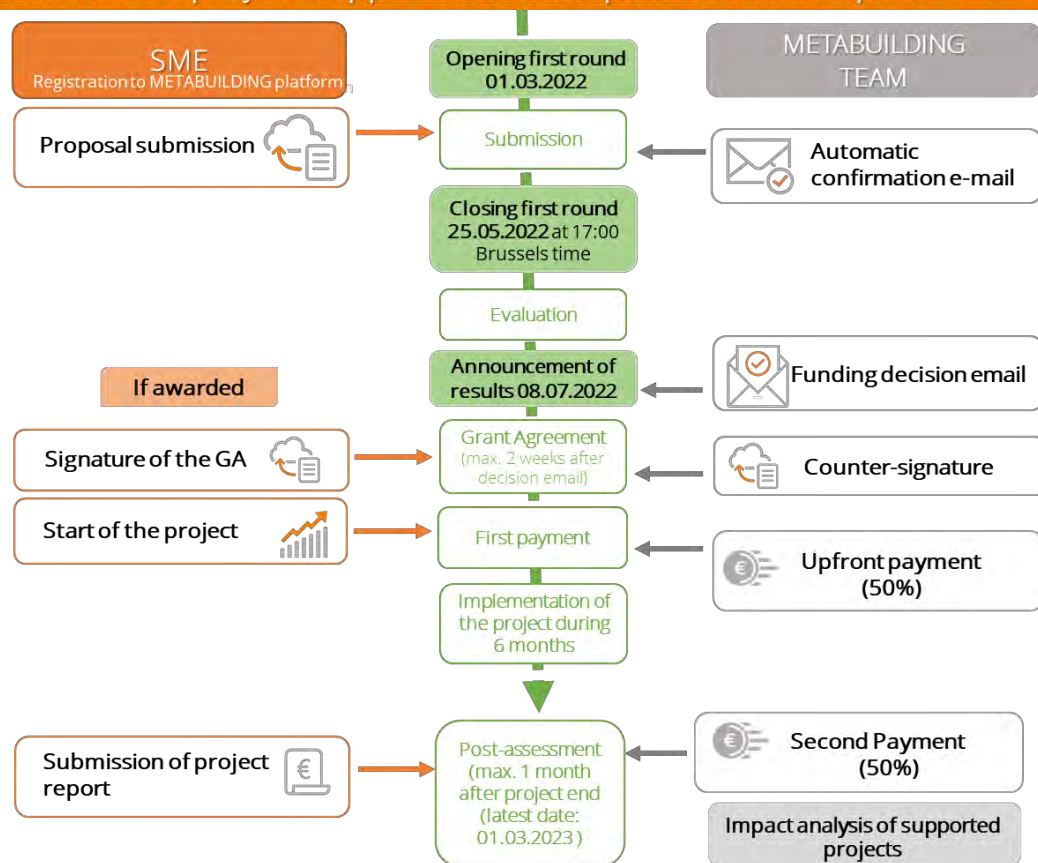 SME
Registration to METABUILDING platform
Opening first round
01.03.2022
METABUILDING
TEAM
Proposal submission
Submission
Automatic
confirmation e-mail
Closing first round
25.05.2022 at 17:00
Brussels time
Evaluation
If awarded
Announcement of
results 08.07.2022
Funding decision email
Signature of the GA
Grant Agreement
(max. 2 weeks after
decision email)
Counter-signature
Start of the project
First payment
Upfront payment
(50%)
Implementation of
the project during
6 months
Submission of project
report
€
Post-assessment
(max. 1 month
after project end
(latest date:
01.03.2023)
€
Second Payment
(50%)
Impact analysis of supported
projects